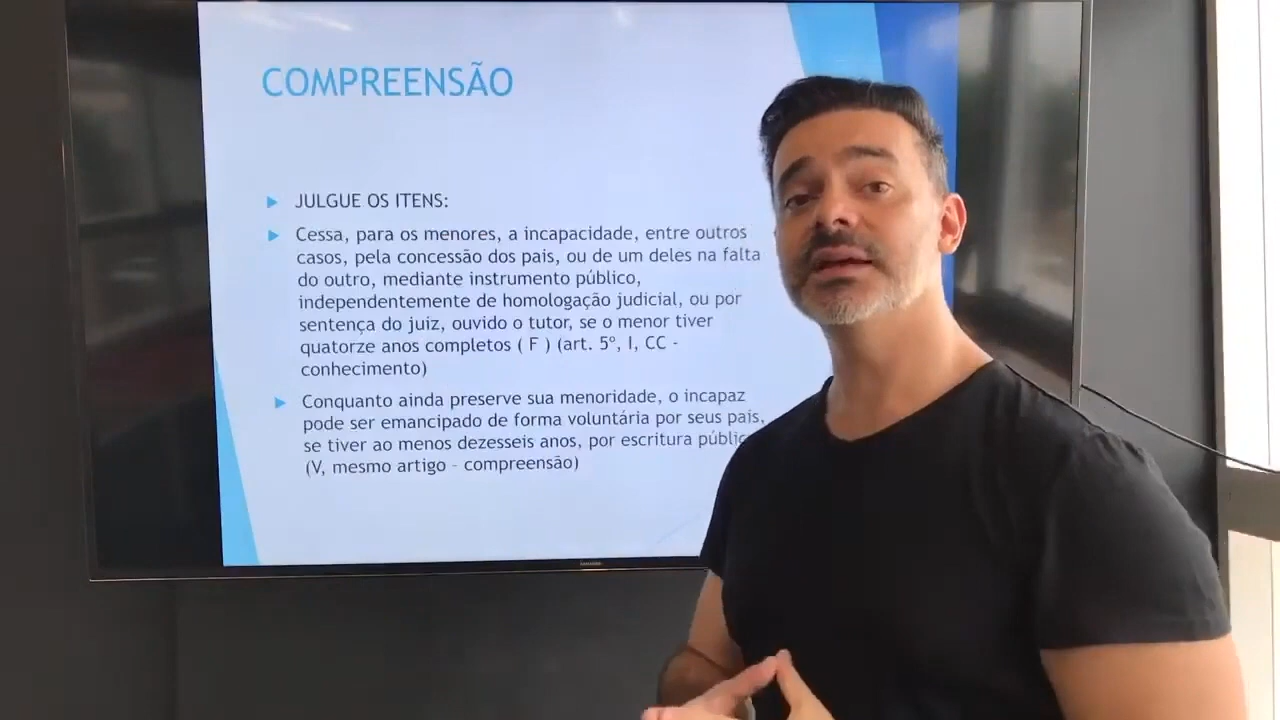 COMPREENSÃO
JULGUE OS ITENS:
Cessa, para os menores, a incapacidade, entre outros
casos, pela concessão dos pais, ou de um deles na falta
do outro, mediante instrumento público,
independentemente de homologação judicial, ou por
sentença do juiz, ouvido o tutor, se o menor tiver
quatorze anos completos ( F ) (art. 5º, I, CC -
conhecimento)
Conquanto ainda preserve sua menoridade, o incapaz
pode ser emancipado de forma voluntária por seus pais,
se tiver ao menos dezesseis anos, por escritura públic
(V, mesmo artigo – compreensão)
SAMSUNG